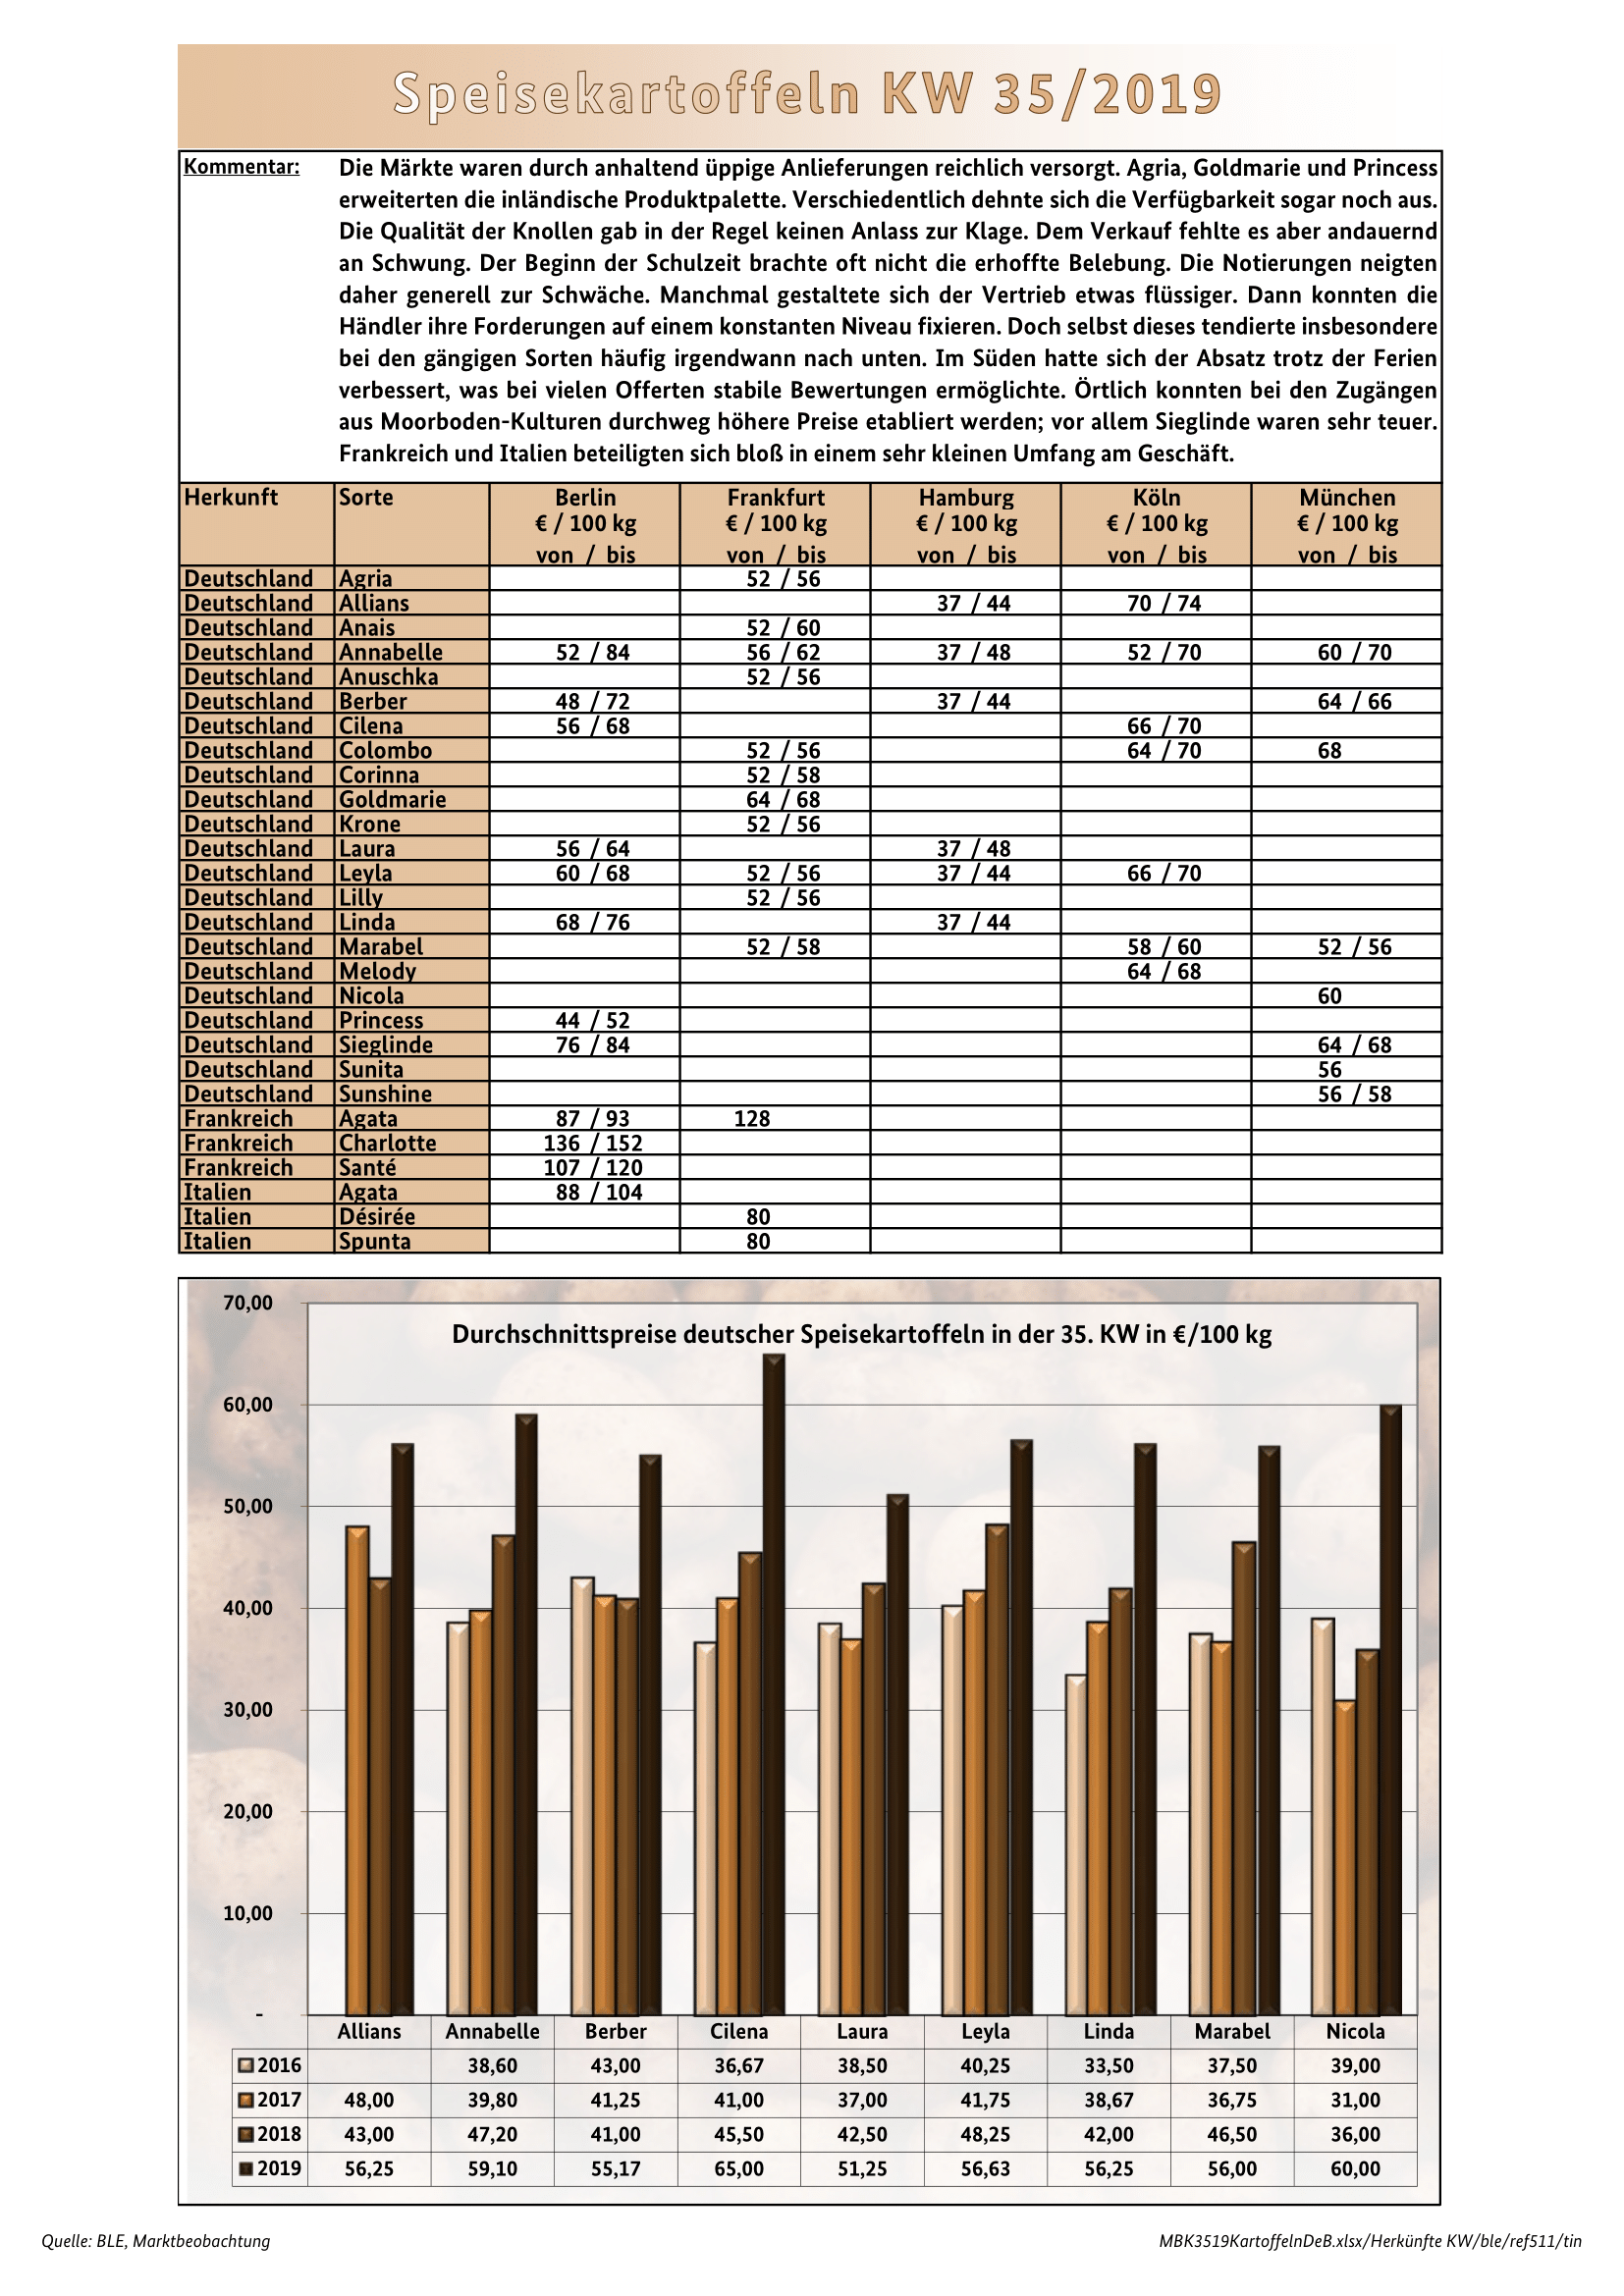 Speisekartoffeln KW 35/2019
Kommentar: Die Märkte waren durch anhaltend üppige Anlieferungen reichlich versorgt. Agria, Goldmarie und Princess
erweiterten die inländische Produktpalette. Verschiedentlich dehnte sich die Verfügbarkeit sogar noch aus.
Die Qualität der Knollen gab in der Regel keinen Anlass zur Klage. Dem Verkauf fehlte es aber andauernd
an Schwung. Der Beginn der Schulzeit brachte oft nicht die erhoffte Belebung. Die Notierungen neigten
daher generell zur Schwäche. Manchmal gestaltete sich der Vertrieb etwas flüssiger. Dann konnten die
Händler ihre Forderungen auf einem konstanten Niveau fixieren. Doch selbst dieses tendierte insbesondere
bei den gängigen Sorten häufig irgendwann nach unten. Im Süden hatte sich der Absatz trotz der Ferien
verbessert, was bei vielen Offerten stabile Bewertungen ermöglichte. Örtlich konnten bei den Zugängen
aus Moorboden-Kulturen durchweg höhere Preise etabliert werden; vor allem Sieglinde waren sehr teuer.
Frankreich und Italien beteiligten sich bloß in einem sehr kleinen Umfang am Geschäft.
Herkunft Sorte Berlin Frankfurt Hamburg Köln München
€ / 100 kg € / 100 kg € / 100 kg € / 100 kg € / 100 kg
von / bis von / bis von / bis von / bis von / bis
Deutschland Agria 52 / 56
Deutschland Allians 37 / 44 70 / 74
Deutschland Anais 52 / 60
Deutschland Annabelle 52 / 84 56 / 62 37 / 48 52 / 70 60 / 70
Deutschland Anuschka 52 / 56
Deutschland Berber 48 / 72 37 / 44 64 / 66
Deutschland Cilena 56 / 68 66 / 70
Deutschland Colombo 52 / 56 64 / 70 68
Deutschland Corinna 52 / 58
Deutschland Goldmarie 64 / 68
Deutschland Krone 52 / 56
Deutschland Laura 56 / 64 37 / 48
Deutschland Leyla 60 / 68 52 / 56 37 / 44 66 / 70
Deutschland Lilly 52 / 56
Deutschland Linda 68 / 76 37 / 44
Deutschland Marabel 52 / 58 58 / 60 52 / 56
Deutschland Melody 64 / 68
Deutschland Nicola 60
Deutschland Princess 44 / 52
Deutschland Sieglinde 76 / 84 64 / 68
Deutschland Sunita 56
Deutschland Sunshine 56 / 58
Frankreich Agata 87 / 93 128
Frankreich Charlotte 136 / 152
Frankreich Santé 107 / 120
Italien Agata 88 / 104
Italien Désirée 80
Italien Spunta 80
Durchschnittspreise deutscher Speisekartoffeln in der 35. KW in €/100 kg
70,00
60,00
50,00
40,00
30,00
20,00
10,00
-
Allians Annabelle Berber Cilena Laura Leyla Linda Marabel Nicola
2016 38,60 43,00 36,67 38,50 40,25 33,50 37,50 39,00
2017 48,00 39,80 41,25 41,00 37,00 41,75 38,67 36,75 31,00
2018 43,00 47,20 41,00 45,50 42,50 48,25 42,00 46,50 36,00
2019 56,25 59,10 55,17 65,00 51,25 56,63 56,25 56,00 60,00
Quelle: BLE, Marktbeobachtung MBK3519KartoffelnDeB.xlsx/Herkünfte KW/ble/ref511/tin